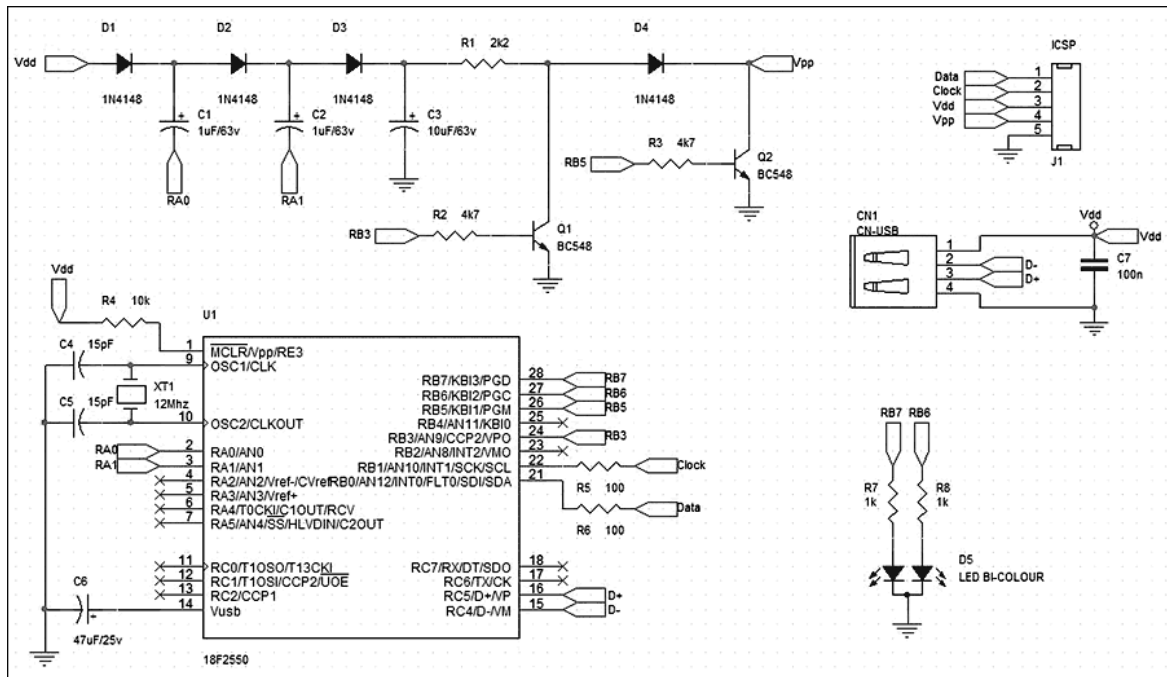 D1
D2
D3
D4
R1 2k2
Vdd
Vpp
1N4148
1N4148
1N4148
1N4148
C1
1uF/63v
C2
1uF/63v
C3
10uF/63v
RA0
RA1
RB5
R3 4k7
Q2
BC548
RB3
R2 4k7
Q1
BC548
ICSP
Data
Clock
Vdd
Vpp
1
2
3
4
5
J1
CN1
CN-USB
1
2
3
4
D-
D+
Vdd
Vdd
C7
100n
Vdd
R4 10k
U1
C4 15pF
C5 15pF
XT1
12Mhz
1 MCLR/Vpp/RE3
9 OSC1/CLK
10 OSC2/CLKOUT
RA0 2 RA0/AN0
RA1 3 RA1/AN1
4 RA2/AN2/Vref-/CVref
5 RA3/AN3/Vref+
6 RA4/T0CKI/C1OUT/RCV
7 RA5/AN4/SS/HLVDIN/C2OUT
11 RC0/T1OSO/T13CKI
12 RC1/T1OSI/CCP2/UOE
13 RC2/CCP1
14 Vusb
C6
47uF/25v
18F2550
RB7/KBI3/PGD 28 RB7
RB6/KBI2/PGC 27 RB6
RB5/KBI1/PGM 26 RB5
RB4/AN11/KBI0 25
RB3/AN9/CCP2/VPO 24 RB3
RB2/AN8/INT2/VMO 23
RB1/AN10/INT1/SCK/SCL 22 Clock
RB0/AN12/INT0/FLT0/SDI/SDA 21
R5 100
Data
R6 100
RC7/RX/DT/SDO 18
RC6/TX/CK 17
RC5/D+/VP 16 D+
RC4/D-/VM 15 D-
RB7
RB6
R7
1k
R8
1k
D5
LED BI-COLOUR